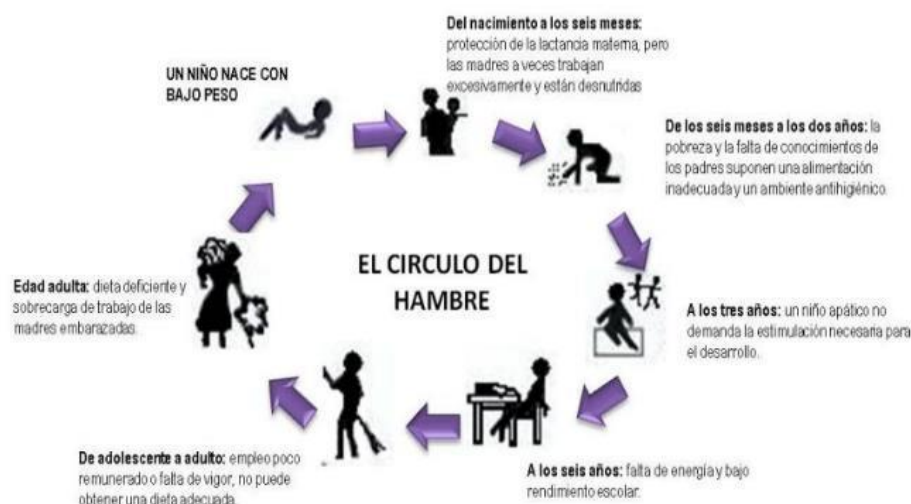 UN NIÑO NACE CON
BAJO PESO
Del nacimiento a los seis meses:
protección de la lactancia materna, pero
las madres a veces trabajan
excesivamente y están desnutridas
De los seis meses a los dos años: la
pobreza y la falta de conocimientos de
los padres suponen una alimentación
inadecuada y un ambiente antihigiénico.
A los tres años: un niño apático no
demanda la estimulación necesaria para
el desarrollo.
A los seis años: falta de energía y bajo
rendimiento escolar.
De adolescente a adulto: empleo poco
remunerado o falta de vigor, no puede
obtener una dieta adecuada.
Edad adulta: dieta deficiente y
sobrecarga de trabajo de las
madres embarazadas.
EL CIRCULO DEL
HAMBRE